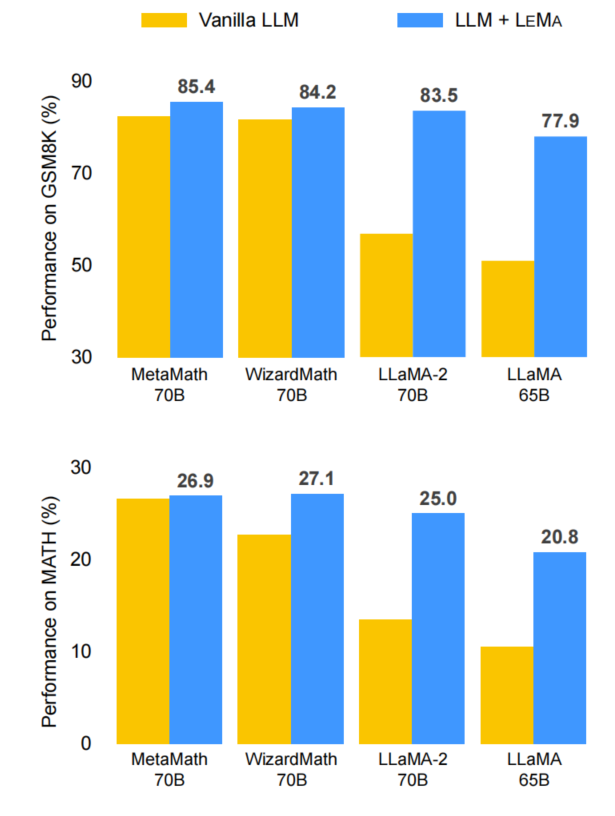 Vanilla LLM LLM + LEMA
Performance on GSM8K (%)
90
70
50
30
85.4
84.2
83.5
77.9
MetaMath
70B
WizardMath
70B
LLaMA-2
70B
LLaMA
65B
Performance on MATH (%)
30
20
10
0
26.9
27.1
25.0
20.8
MetaMath
70B
WizardMath
70B
LLaMA-2
70B
LLaMA
65B